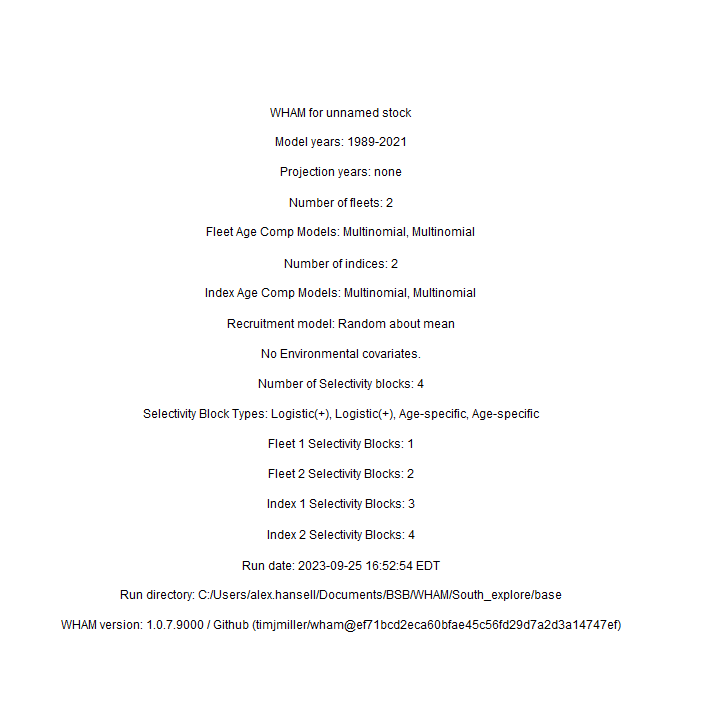 WHAM for unnamed stock
Model years: 1989-2021
Projection years: none
Number of fleets: 2
Fleet Age Comp Models: Multinomial, Multinomial
Number of indices: 2
Index Age Comp Models: Multinomial, Multinomial
Recruitment model: Random about mean
No Environmental covariates.
Number of Selectivity blocks: 4
Selectivity Block Types: Logistic(+), Logistic(+), Age-specific, Age-specific
Fleet 1 Selectivity Blocks: 1
Fleet 2 Selectivity Blocks: 2
Index 1 Selectivity Blocks: 3
Index 2 Selectivity Blocks: 4
Run date: 2023-09-25 16:52:54 EDT
Run directory: C:/Users/alex.hansell/Documents/BSB/WHAM/South_explore/base
WHAM version: 1.0.7.9000 / Github (timjmiller/wham@ef71bcd2eca60bfae45c56fd29d7a2d3a14747ef)